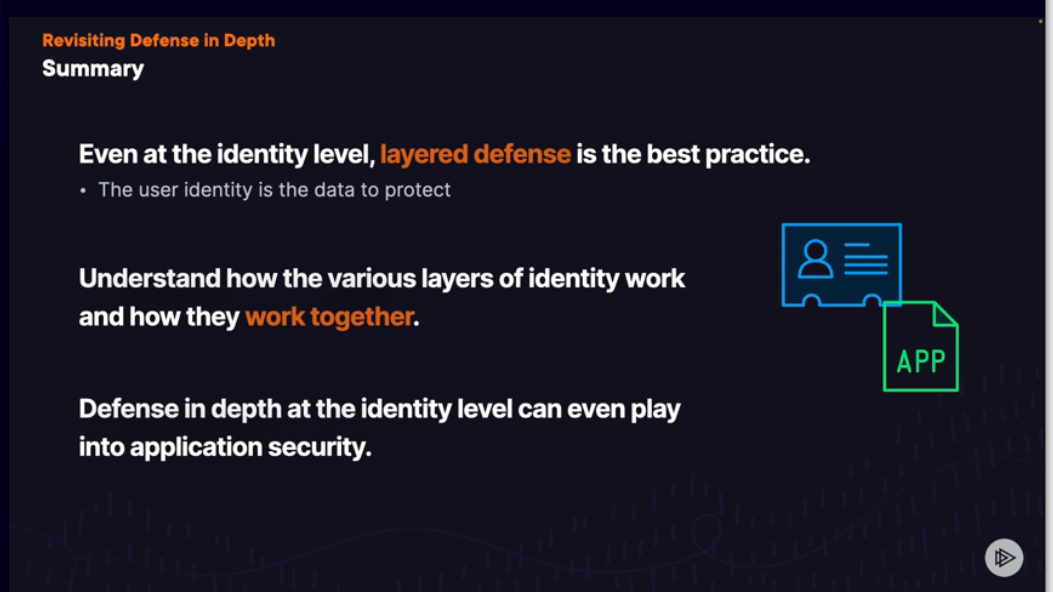 Revisiting Defense in Depth
Summary
Even at the identity level, layered defense is the best practice.
• The user identity is the data to protect
Understand how the various layers of identity work
and how they work together.
APP
Defense in depth at the identity level can even play
into application security.